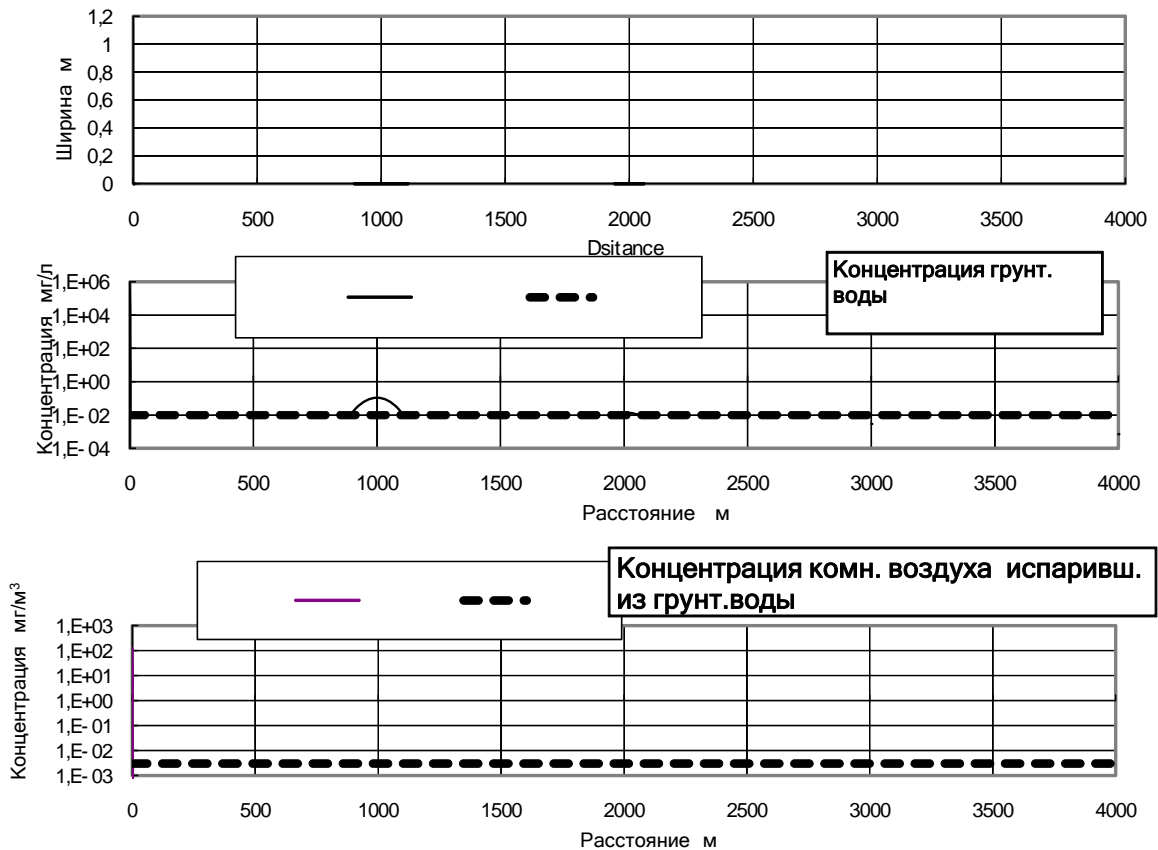 Ширина м
1,2
1
0,8
0,6
0,4
0,2
0
0 500 1000 1500 2000 2500 3000 3500 4000
Dsitance
Концентрация мг/л
Концентрация грунт.
воды
1,E+06
1,E+04
1,E+02
1,E+00
1,E-02
1,E-04
0 500 1000 1500 2000 2500 3000 3500 4000
Расстояние м
Концентрация комн. воздуха испаривш.
из грунт.воды
Концентрация мг/м³
1,E+03
1,E+02
1,E+01
1,E+00
1,E-01
1,E-02
1,E-03
0 500 1000 1500 2000 2500 3000 3500 4000
Расстояние м